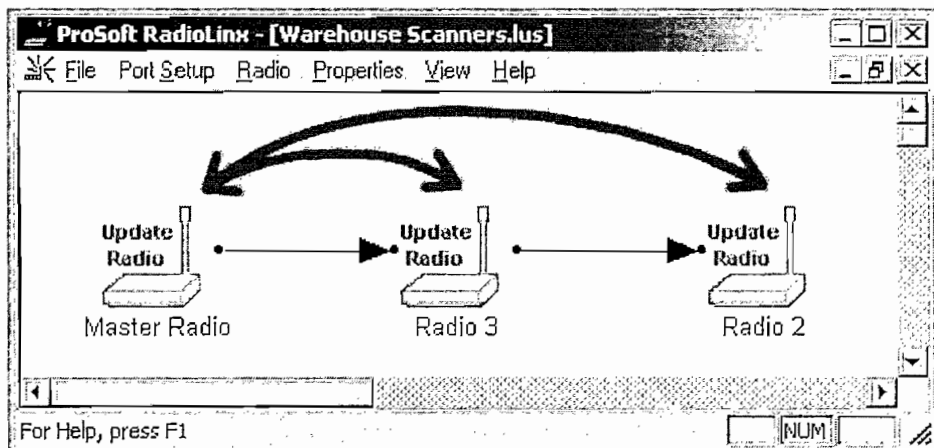 ProSoft RadioLinx - [Warehouse Scanners.lus]
File Port Setup Radio Properties View Help
Update Radio
Update Radio
Update Radio
Master Radio Radio 3 Radio 2
For Help, press F1 NUM